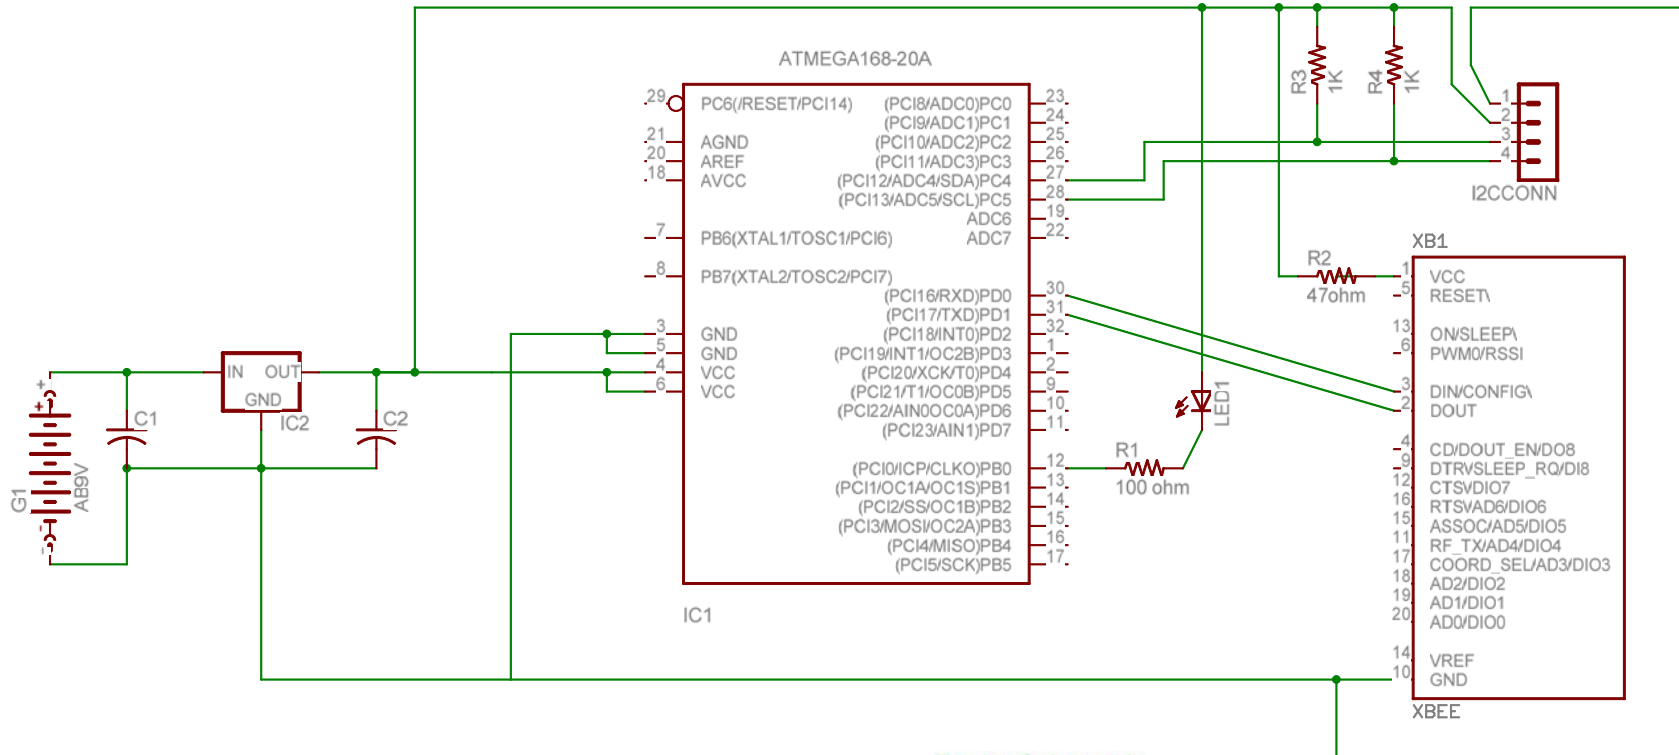 ATMEGA168-20A
29
PC6(/RESET/PCI14)
21
AGND
20
AREF
18
AVCC
7
PB6(XTAL1/TOSC1/PCI6)
8
PB7(XTAL2/TOSC2/PCI7)
3
GND
5
GND
4
VCC
6
VCC
(PCI8/ADC0)PC0
23
(PCI9/ADC1)PC1
24
(PCI10/ADC2)PC2
25
(PCI11/ADC3)PC3
26
(PCI12/ADC4/SDA)PC4
27
(PCI13/ADC5/SCL)PC5
28
ADC6
19
ADC7
22
(PCI16/RXD)PD0
30
(PCI17/TXD)PD1
31
(PCI18/INT0)PD2
32
(PCI19/INT1/OC2B)PD3
1
(PCI20/XCK/T0)PD4
2
(PCI21/T1/OC0B)PD5
9
(PCI22/AIN0OC0A)PD6
10
(PCI23/AIN1)PD7
11
(PCI0/ICP/CLKO)PB0
12
(PCI1/OC1A/OC1S)PB1
13
(PCI2/SS/OC1B)PB2
14
(PCI3/MOSI/OC2A)PB3
15
(PCI4/MISO)PB4
16
(PCI5/SCK)PB5
17
IC1
G1
AB9V
+
+
-
-
C1
IN OUT
GND
IC2
C2
R3
1K
R4
1K
1
2
3
4
I2CCONN
R2
47ohm
LED1
R1
100 ohm
XB1
1
VCC
5
RESET\
13
ON/SLEEP\
6
PWM0/RSSI
3
DIN/CONFIG\
2
DOUT
4
CD/DOUT_EN/DO8
9
DTR\/SLEEP_RQ/DI8
12
CTS\/DIO7
16
RTS\/AD6/DIO6
15
ASSOC/AD5/DIO5
11
RF_TX/AD4/DIO4
17
COORD_SEL/AD3/DIO3
18
AD2/DIO2
19
AD1/DIO1
20
AD0/DIO0
14
VREF
10
GND
XBEE